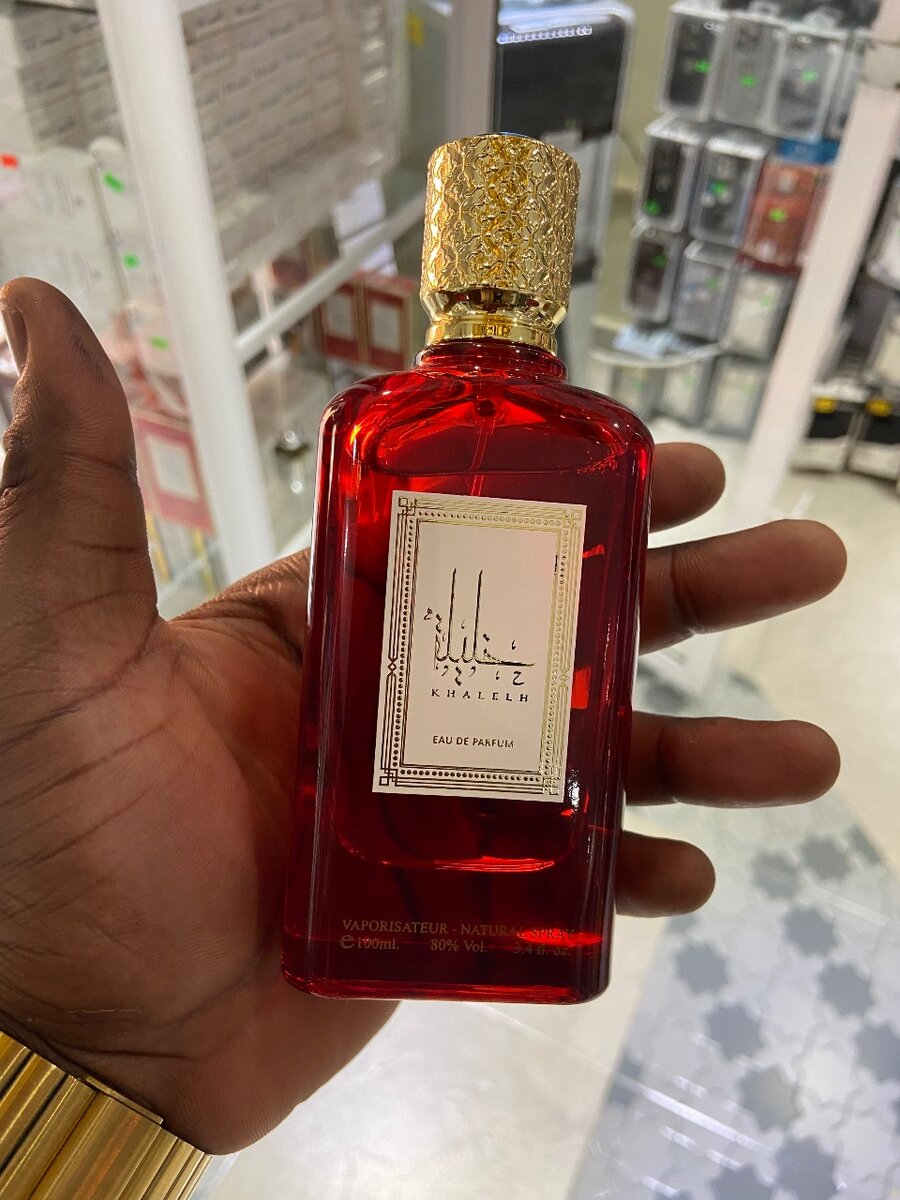 خليلة
KHALELH
EAU DE PARFUM
VAPORISATEUR - NATURAL SPRAY
℮100ml. 80% Vol. 3.4 fl. oz.